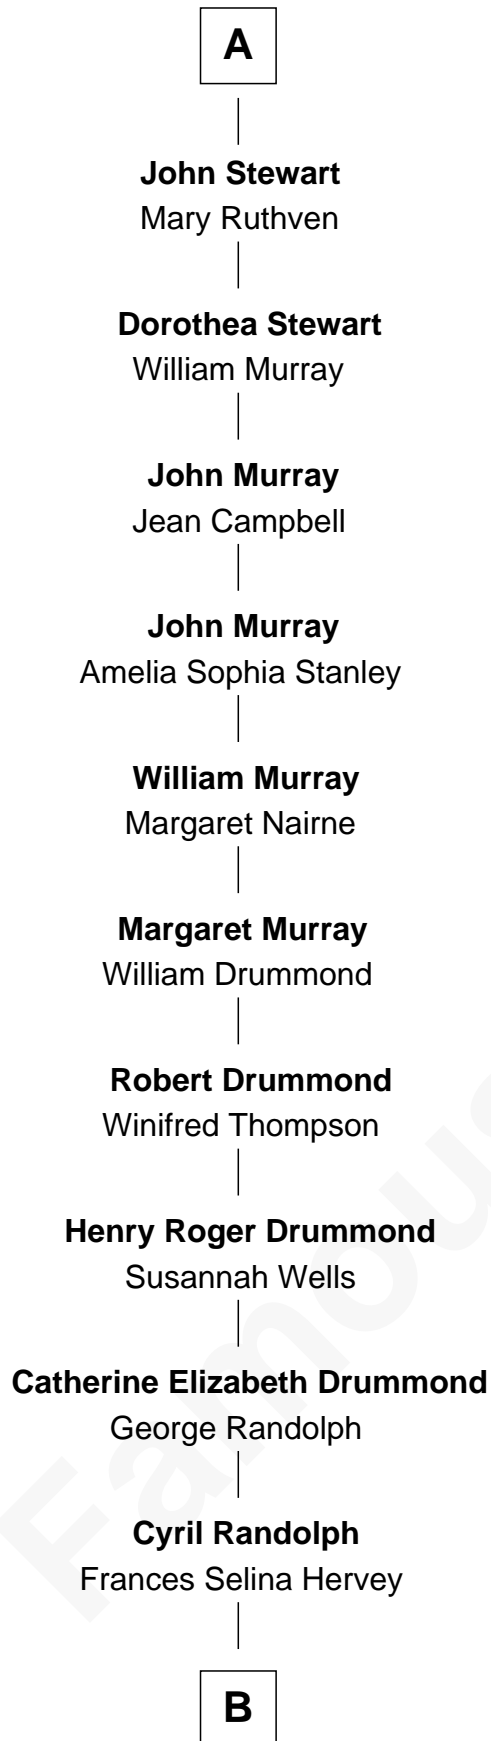 A
John Stewart
Mary Ruthven
Dorothea Stewart
William Murray
John Murray
Jean Campbell
John Murray
Amelia Sophia Stanley
William Murray
Margaret Nairne
Margaret Murray
William Drummond
Robert Drummond
Winifred Thompson
Henry Roger Drummond
Susannah Wells
Catherine Elizabeth Drummond
George Randolph
Cyril Randolph
Frances Selina Hervey
B
Famous